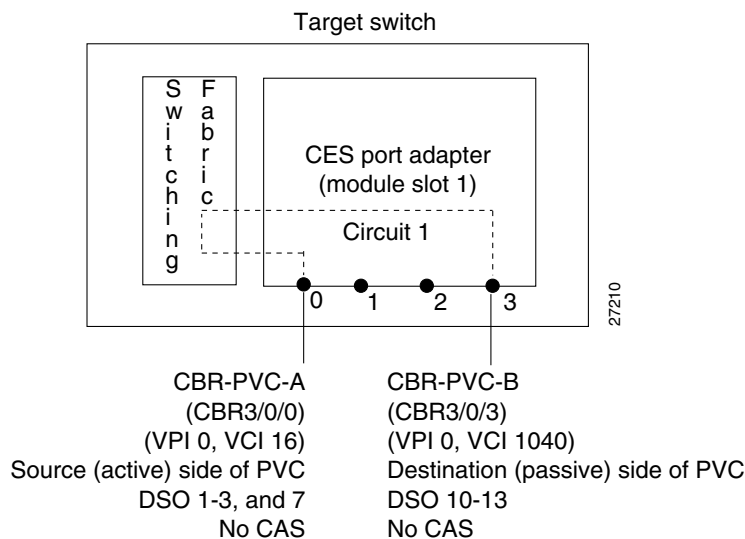 Target switch
Switching
Fabric
CES port adapter
(module slot 1)
Circuit 1
0
1
2
3
27210
CBR-PVC-A
(CBR3/0/0)
(VPI 0, VCI 16)
Source (active) side of PVC
DSO 1-3, and 7
No CAS
CBR-PVC-B
(CBR3/0/3)
(VPI 0, VCI 1040)
Destination (passive) side of PVC
DSO 10-13
No CAS